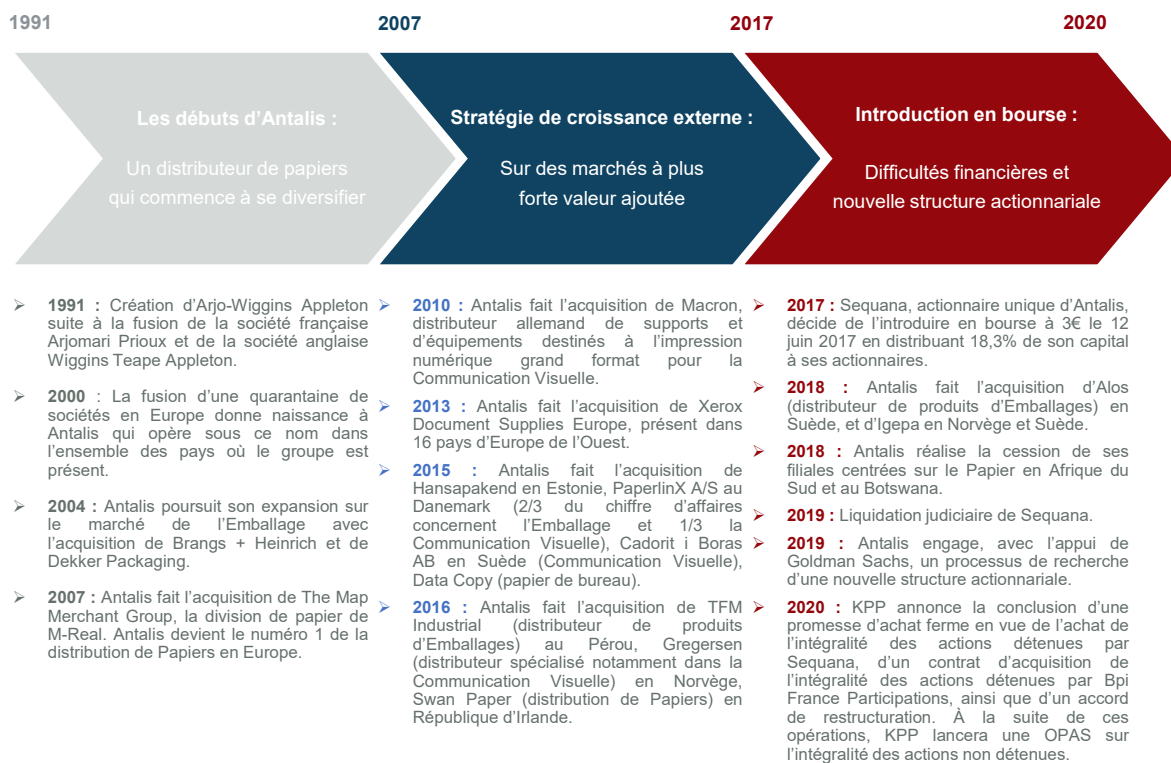 1991
2007
2017
2020
Les débuts d'Antalis :
Un distributeur de papiers
qui commence à se diversifier
Stratégie de croissance externe :
Sur des marchés à plus
forte valeur ajoutée
Introduction en bourse :
Difficultés financières et
nouvelle structure actionnariale
➢ 1991 : Création d'Arjo-Wiggins Appleton
suite à la fusion de la société française
Arjomari Prioux et de la société anglaise
Wiggins Teape Appleton.
➢ 2000 : La fusion d'une quarantaine de
sociétés en Europe donne naissance à
Antalis qui opère sous ce nom dans
l'ensemble des pays où le groupe est
présent.
➢ 2004 : Antalis poursuit son expansion sur
le marché de l'Emballage avec
l'acquisition de Brangs + Heinrich et de
Dekker Packaging.
➢ 2007 : Antalis fait l'acquisition de The Map
Merchant Group, la division de papier de
M-Real. Antalis devient le numéro 1 de la
distribution de Papiers en Europe.
➢ 2010 : Antalis fait l'acquisition de Macron,
distributeur allemand de supports et
d'équipements destinés à l'impression
numérique grand format pour la
Communication Visuelle.
➢ 2013 : Antalis fait l'acquisition de Xerox
Document Supplies Europe, présent dans
16 pays d'Europe de l'Ouest.
➢ 2015 : Antalis fait l'acquisition de
Hansapakend en Estonie, PaperlinX A/S au
Danemark (2/3 du chiffre d'affaires
concernent l'Emballage et 1/3 la
Communication Visuelle), Cadorit i Boras
AB en Suède (Communication Visuelle),
Data Copy (papier de bureau).
➢ 2016 : Antalis fait l'acquisition de TFM
Industrial (distributeur de produits
d'Emballages) au Pérou, Gregersen
(distributeur spécialisé notamment dans la
Communication Visuelle) en Norvège,
Swan Paper (distribution de Papiers) en
République d'Irlande.
➢ 2017 : Sequana, actionnaire unique d'Antalis,
décide de l'introduire en bourse à 3€ le 12
juin 2017 en distribuant 18,3% de son capital
à ses actionnaires.
➢ 2018 : Antalis fait l'acquisition d'Alos
(distributeur de produits d'Emballages) en
Suède, et d'Igepa en Norvège et Suède.
➢ 2018 : Antalis réalise la cession de ses
filiales centrées sur le Papier en Afrique du
Sud et au Botswana.
➢ 2019 : Liquidation judiciaire de Sequana.
➢ 2019 : Antalis engage, avec l'appui de
Goldman Sachs, un processus de recherche
d'une nouvelle structure actionnariale.
➢ 2020 : KPP annonce la conclusion d'une
promesse d'achat ferme en vue de l'achat de
l'intégralité des actions détenues par
Sequana, d'un contrat d'acquisition de
l'intégralité des actions détenues par Bpi
France Participations, ainsi que d'un accord
de restructuration. À la suite de ces
opérations, KPP lancera une OPAS sur
l'intégralité des actions non détenues.